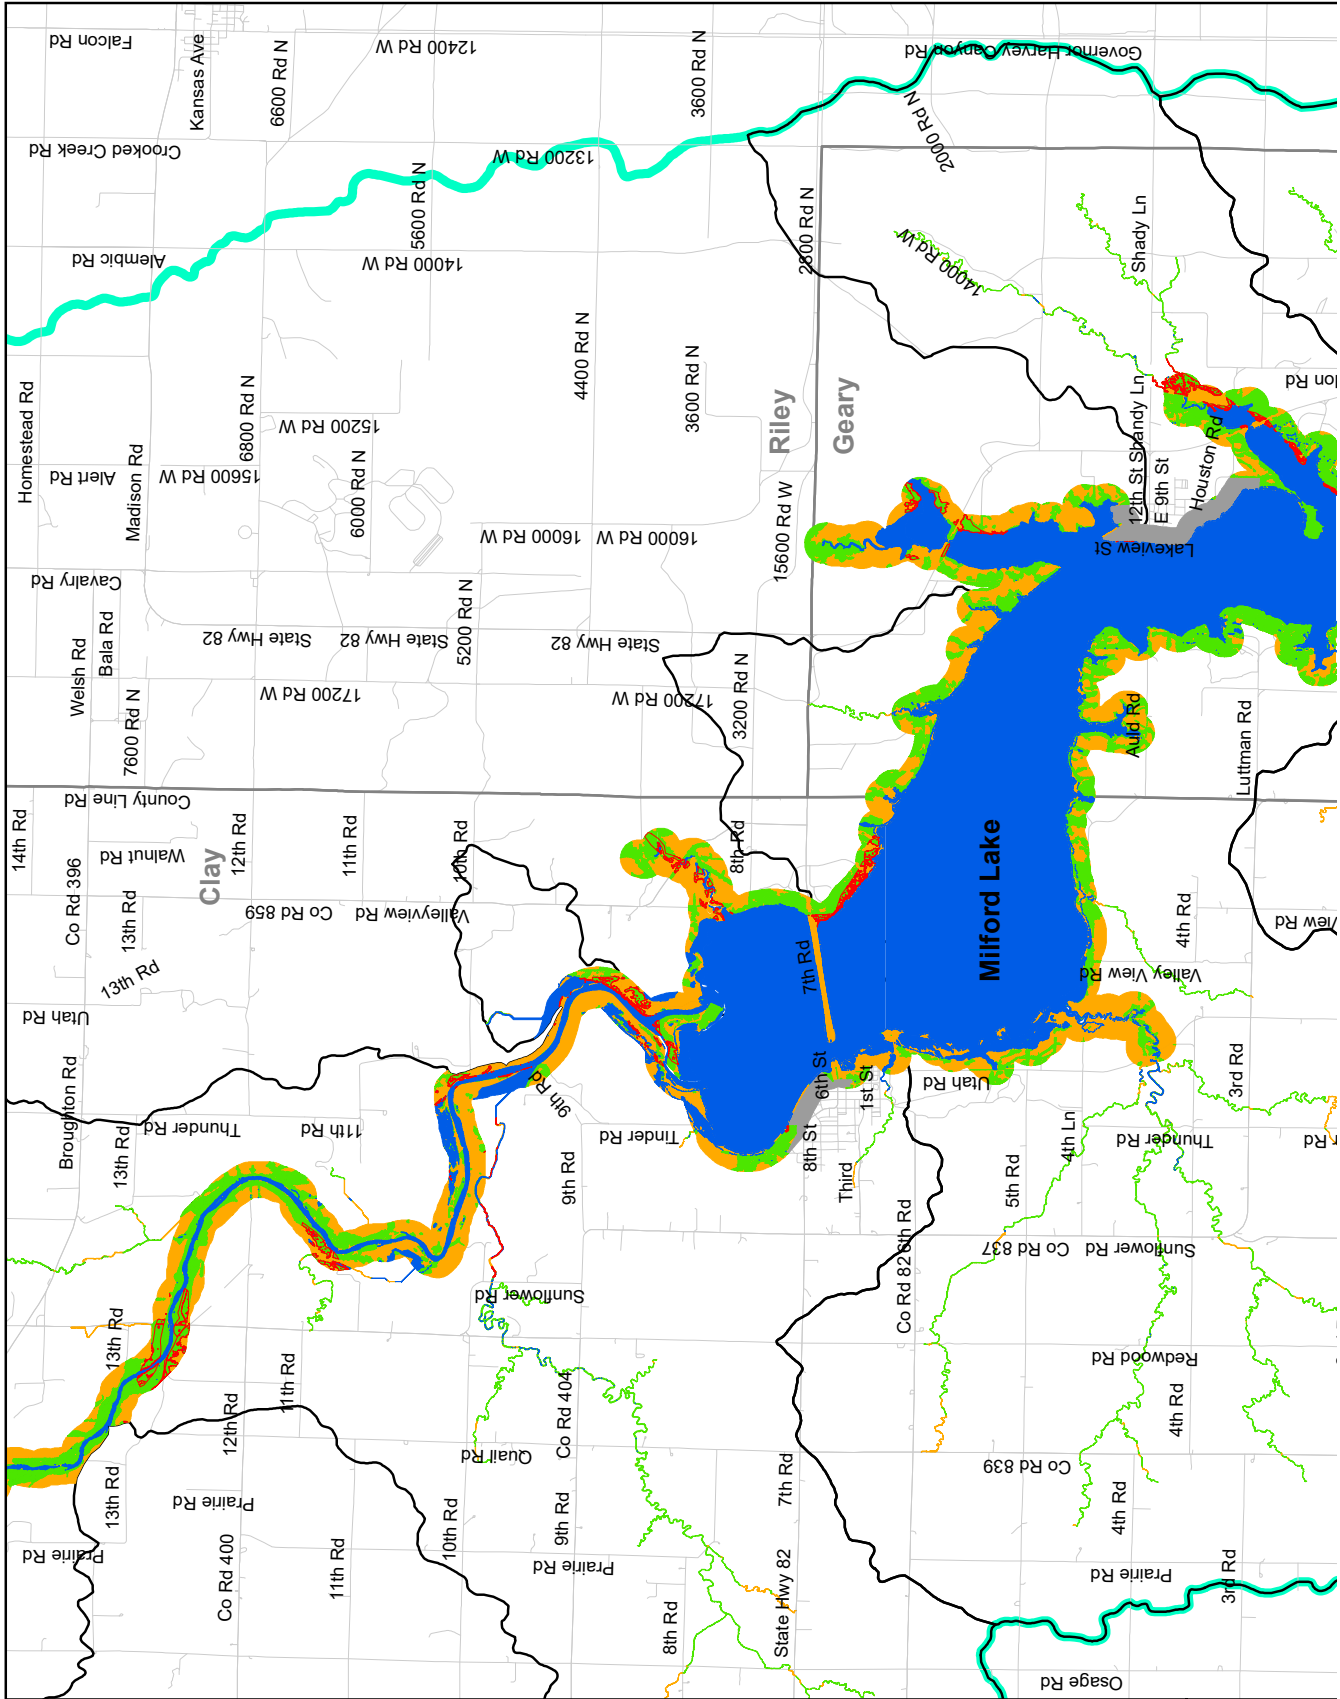 Falcon Rd
Kansas Ave
6600 Rd N
12400 Rd W
3600 Rd N
Governor Harvey Canyon Rd
Crooked Creek Rd
13200 Rd W
2000 Rd N
5600 Rd N
2800 Rd N
Shady Ln
Alembic Rd
14000 Rd W
14000 Rd W
4400 Rd N
3600 Rd N
Homestead Rd
6800 Rd N
15200 Rd W
Riley
Geary
12th St Shandy Ln
Alert Rd
Madison Rd
15600 Rd W
6000 Rd N
16000 Rd W
16000 Rd W
15600 Rd W
E 9th St
Houston Rd
Lakeview St
Cavalry Rd
Welsh Rd
Bala Rd
State Hwy 82
State Hwy 82
5200 Rd N
State Hwy 82
7600 Rd N
17200 Rd W
17200 Rd W
3200 Rd N
Auld Rd
Luttman Rd
County Line Rd
14th Rd
Walnut Rd
12th Rd
11th Rd
10th Rd
8th Rd
Clay
Co Rd 396
13th Rd
Co Rd 859
Valleyview Rd
7th Rd
Milford Lake
4th Rd
View Rd
13th Rd
Valley View Rd
Utah Rd
Broughton Rd
9th Rd
6th St
1st St
Utah Rd
3rd Rd
13th Rd
Thunder Rd
11th Rd
Tinder Rd
8th St
4th Ln
Thunder Rd
9th Rd
Third
5th Rd
Co Rd 82 6th Rd
Co Rd 837
Sunflower Rd
Sunflower Rd
13th Rd
11th Rd
Redwood Rd
12th Rd
Co Rd 404
4th Rd
Quail Rd
Co Rd 839
13th Rd
Prairie Rd
10th Rd
9th Rd
7th Rd
4th Rd
Prairie Rd
Co Rd 400
11th Rd
Prairie Rd
8th Rd
State Hwy 82
Prairie Rd
3rd Rd
Osage Rd